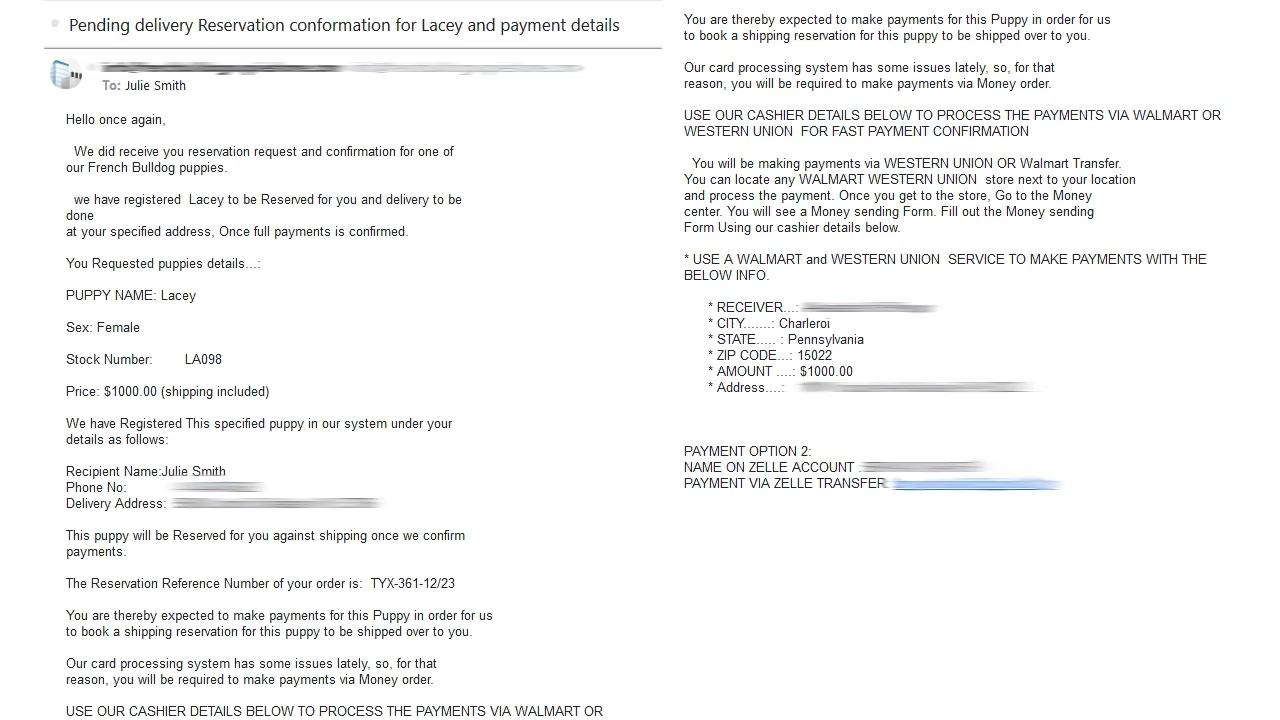 Pending delivery Reservation conformation for Lacey and payment details
To: Julie Smith
Hello once again,
We did receive you reservation request and confirmation for one of
our French Bulldog puppies.
we have registered  Lacey to be Reserved for you and delivery to be
done
at your specified address, Once full payments is confirmed.
You Requested puppies details...:
PUPPY NAME: Lacey
Sex: Female
Stock Number:        LA098
Price: $1000.00 (shipping included)
We have Registered This specified puppy in our system under your
details as follows:
Recipient Name:Julie Smith
Phone No:
Delivery Address:
This puppy will be Reserved for you against shipping once we confirm
payments.
The Reservation Reference Number of your order is:  TYX-361-12/23
You are thereby expected to make payments for this Puppy in order for us
to book a shipping reservation for this puppy to be shipped over to you.
Our card processing system has some issues lately, so, for that
reason, you will be required to make payments via Money order.
USE OUR CASHIER DETAILS BELOW TO PROCESS THE PAYMENTS VIA WALMART OR
You are thereby expected to make payments for this Puppy in order for us
to book a shipping reservation for this puppy to be shipped over to you.
Our card processing system has some issues lately, so, for that
reason, you will be required to make payments via Money order.
USE OUR CASHIER DETAILS BELOW TO PROCESS THE PAYMENTS VIA WALMART OR
WESTERN UNION  FOR FAST PAYMENT CONFIRMATION
You will be making payments via WESTERN UNION OR Walmart Transfer.
You can locate any WALMART WESTERN UNION  store next to your location
and process the payment. Once you get to the store, Go to the Money
center. You will see a Money sending Form. Fill out the Money sending
Form Using our cashier details below.
* USE A WALMART and WESTERN UNION  SERVICE TO MAKE PAYMENTS WITH THE
BELOW INFO.
* RECEIVER...:
* CITY.......: Charleroi
* STATE..... : Pennsylvania
* ZIP CODE...: 15022
* AMOUNT ....: $1000.00
* Address....:
PAYMENT OPTION 2:
NAME ON ZELLE ACCOUNT :
PAYMENT VIA ZELLE TRANSFER